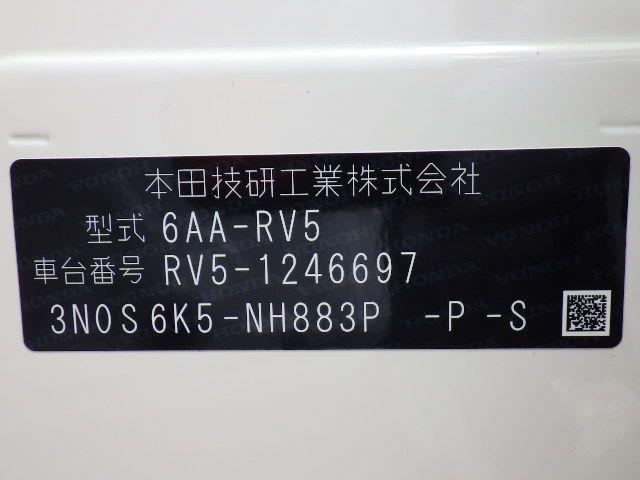 本田技研工業株式会社
型式 6AA-RV5
車台番号 RV5-1246697
3N0S6K5-NH883P -P -S